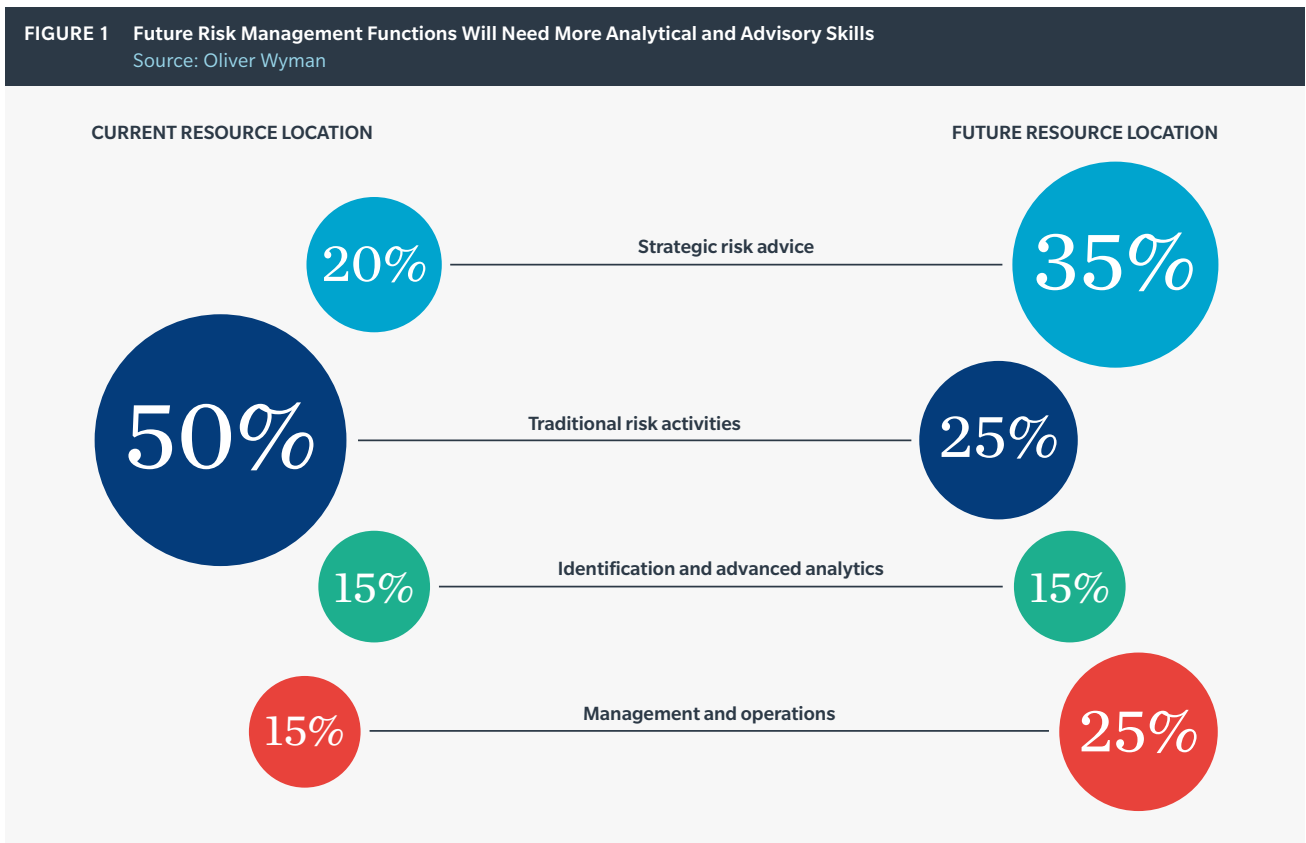 FIGURE 1 Future Risk Management Functions Will Need More Analytical and Advisory Skills
Source: Oliver Wyman
CURRENT RESOURCE LOCATION
FUTURE RESOURCE LOCATION
20%
Strategic risk advice
35%
50%
Traditional risk activities
25%
15%
Identification and advanced analytics
15%
15%
Management and operations
25%